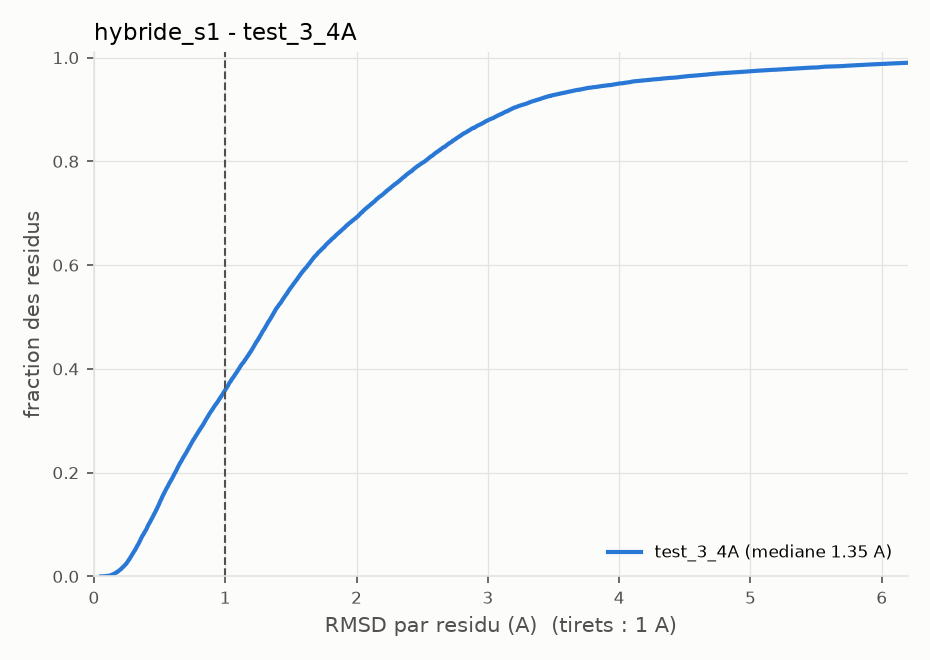 hybride_s1 - test_3_4A
1.0
0.8
0.6
0.4
0.2
0.0
fraction des residus
0 1 2 3 4 5 6
test_3_4A (mediane 1.35 A)
RMSD par residu (A)  (tirets : 1 A)